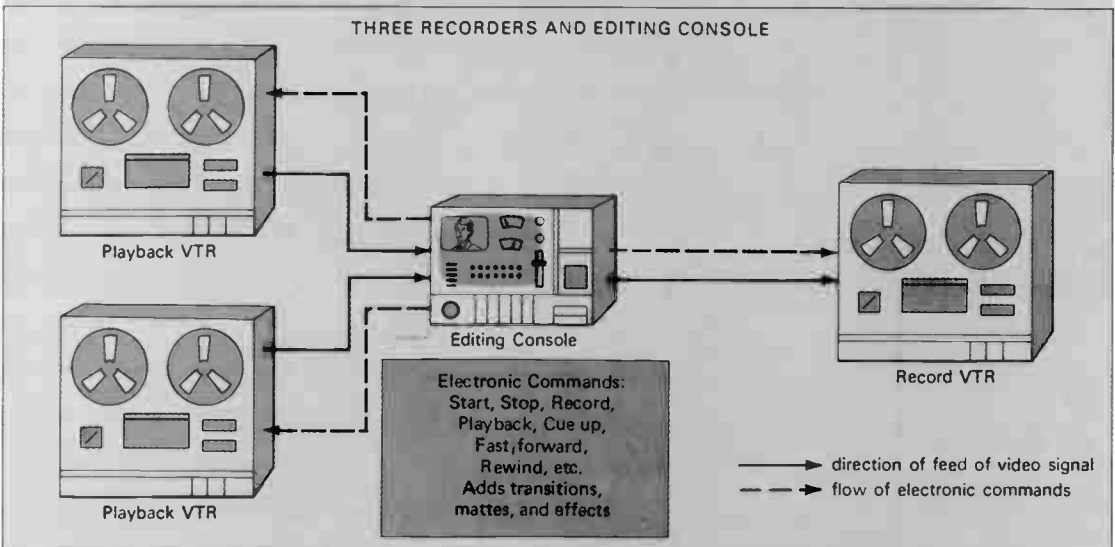 THREE RECORDERS AND EDITING CONSOLE
Playback VTR
Editing Console
Electronic Commands:
Start, Stop, Record,
Playback, Cue up,
Fast, forward,
Rewind, etc.
Adds transitions,
mattes, and effects
Playback VTR
Record VTR
direction of feed of video signal
flow of electronic commands